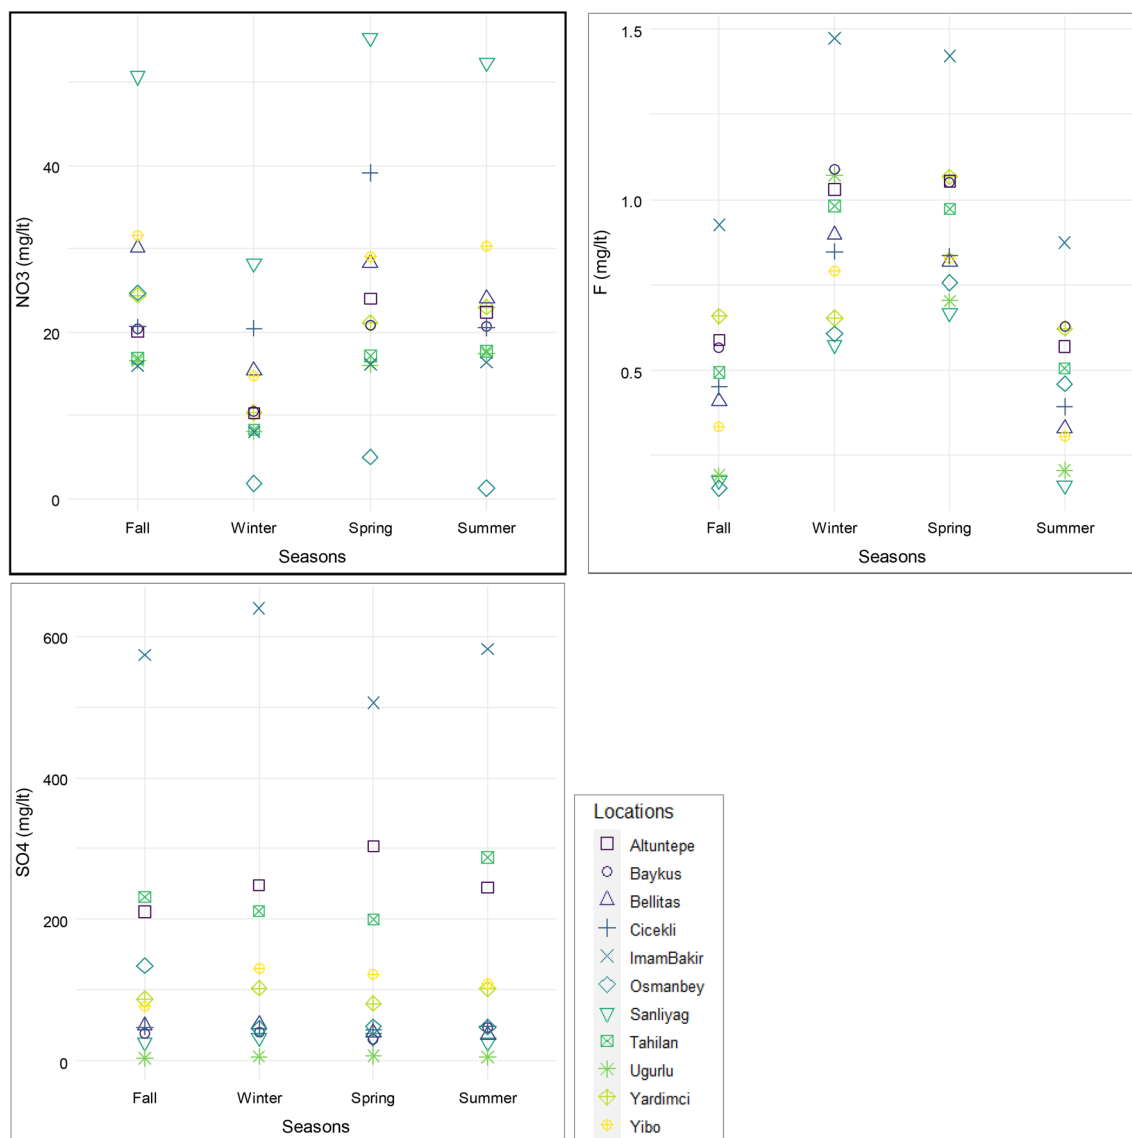 NO3 (mg/lt)
40
20
0
Fall Winter Spring Summer
Seasons
F (mg/lt)
1.5
1.0
0.5
Fall Winter Spring Summer
Seasons
SO4 (mg/lt)
600
400
200
0
Fall Winter Spring Summer
Seasons
Locations
Altuntepe
Baykus
Bellitas
Cicekli
ImamBakir
Osmanbey
Sanliyag
Tahilan
Ugurlu
Yardimci
Yibo